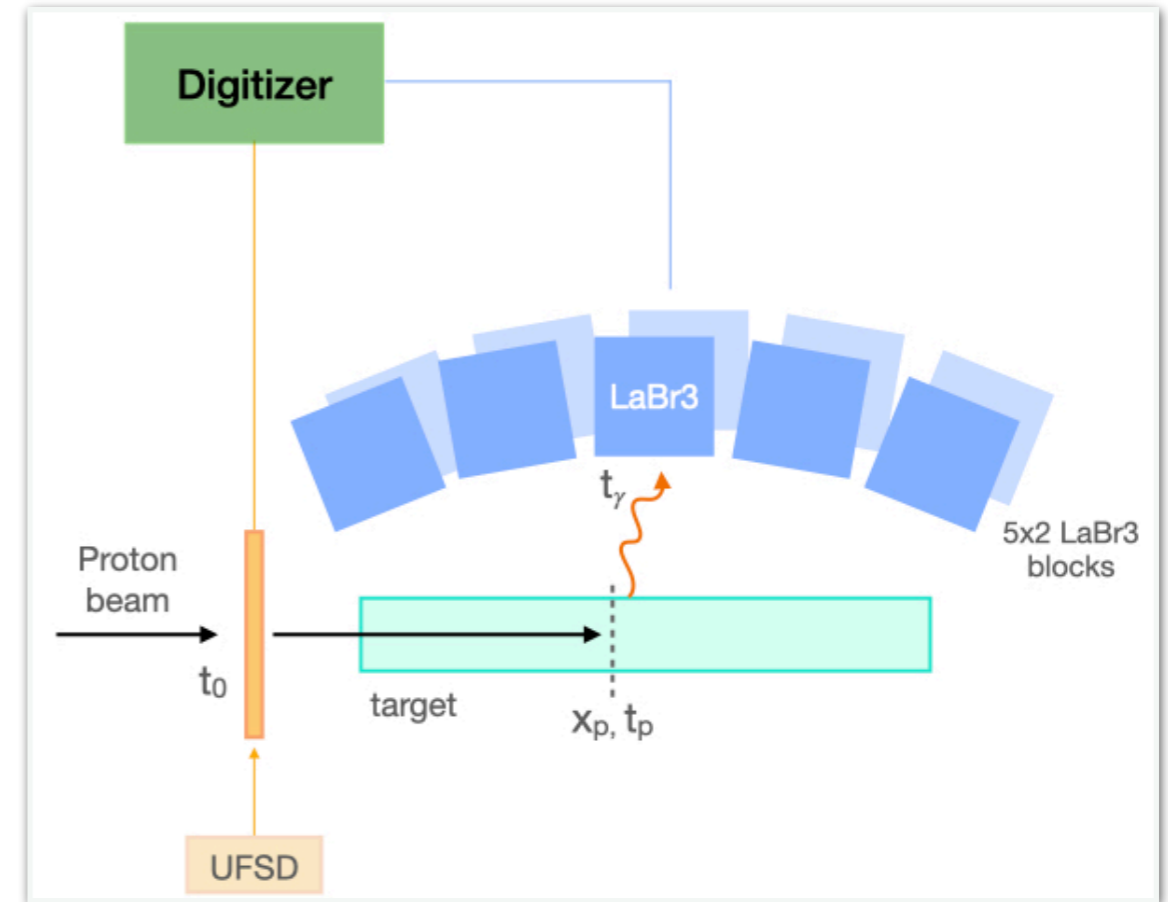 Digitizer
LaBr3
tγ
5x2 LaBr3
blocks
Proton
beam
t₀
target
xₚ, tₚ
UFSD